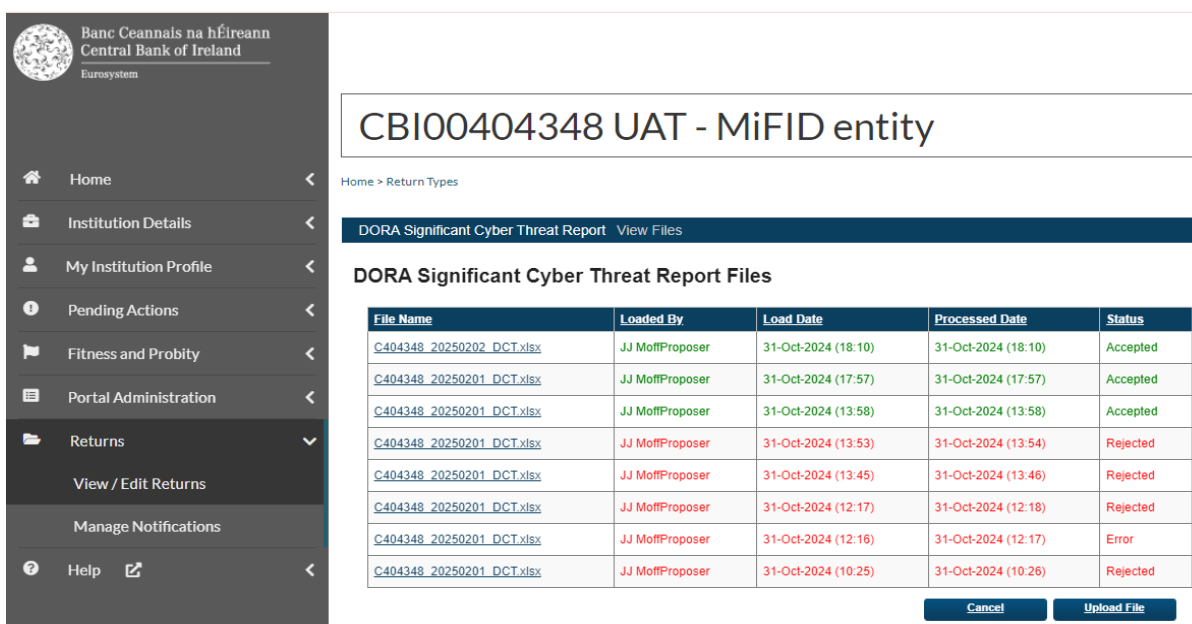 Banc Ceannais na hÉireann
Central Bank of Ireland
Eurosystem
CBI00404348 UAT - MiFID entity
Home
Institution Details
My Institution Profile
Pending Actions
Fitness and Probity
Portal Administration
Returns
View / Edit Returns
Manage Notifications
Help
Home > Return Types
DORA Significant Cyber Threat Report View Files
DORA Significant Cyber Threat Report Files
File Name Loaded By Load Date Processed Date Status
C404348_20250202_DCT.xlsx JJ MoffProposer 31-Oct-2024 (18:10) 31-Oct-2024 (18:10) Accepted
C404348_20250201_DCT.xlsx JJ MoffProposer 31-Oct-2024 (17:57) 31-Oct-2024 (17:57) Accepted
C404348_20250201_DCT.xlsx JJ MoffProposer 31-Oct-2024 (13:58) 31-Oct-2024 (13:58) Accepted
C404348_20250201_DCT.xlsx JJ MoffProposer 31-Oct-2024 (13:53) 31-Oct-2024 (13:54) Rejected
C404348_20250201_DCT.xlsx JJ MoffProposer 31-Oct-2024 (13:45) 31-Oct-2024 (13:46) Rejected
C404348_20250201_DCT.xlsx JJ MoffProposer 31-Oct-2024 (12:17) 31-Oct-2024 (12:18) Rejected
C404348_20250201_DCT.xlsx JJ MoffProposer 31-Oct-2024 (12:16) 31-Oct-2024 (12:17) Error
C404348_20250201_DCT.xlsx JJ MoffProposer 31-Oct-2024 (10:25) 31-Oct-2024 (10:26) Rejected
Cancel Upload File